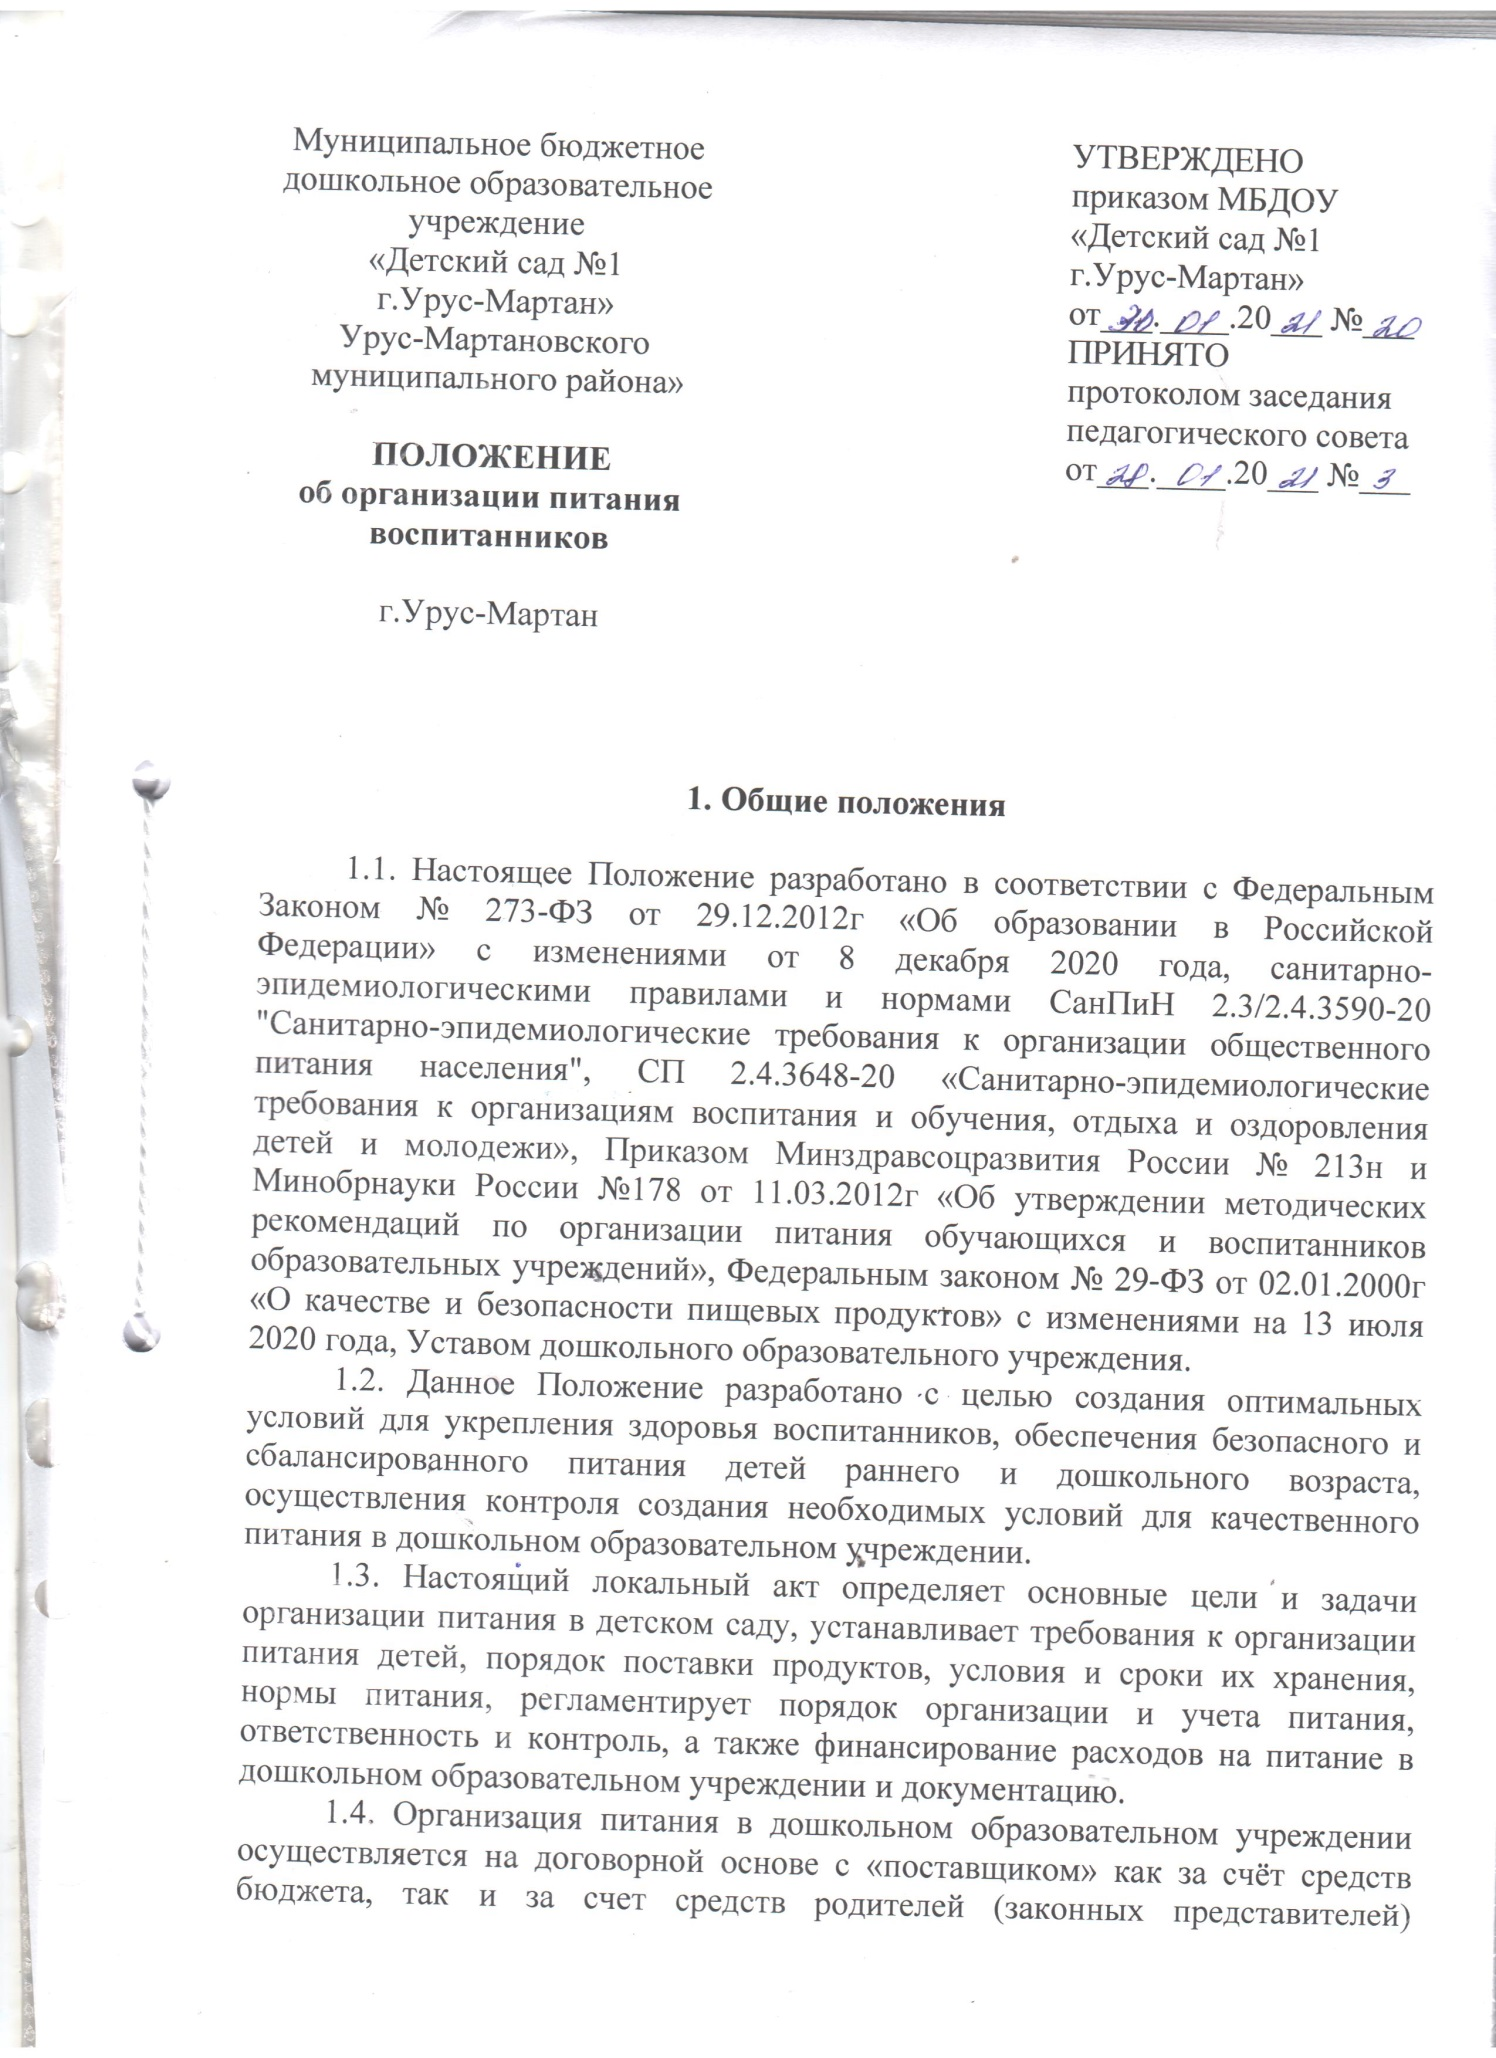 Муниципальное бюджетное
дошкольное образовательное
учреждение
«Детский сад №1
г.Урус-Мартан»
Урус-Мартановского
муниципального района»
ПОЛОЖЕНИЕ
об организации питания
воспитанников
г.Урус-Мартан
УТВЕРЖДЕНО
приказом МБДОУ
«Детский сад №1
г.Урус-Мартан»
от .01.2021 №20
ПРИНЯТО
протоколом заседания
педагогического совета
от 28.01.2021 №3
1. Общие положения
1.1. Настоящее Положение разработано в соответствии с Федеральным
Законом № 273-ФЗ от 29.12.2012г «Об образовании в Российской
Федерации» с изменениями от 8 декабря 2020 года, санитарно-
эпидемиологическими правилами и нормами СанПиН 2.3/2.4.3590-20
"Санитарно-эпидемиологические требования к организации общественного
питания населения", СП 2.4.3648-20 «Санитарно-эпидемиологические
требования к организациям воспитания и обучения, отдыха и оздоровления
детей и молодежи», Приказом Минздравсоцразвития России № 213н и
Минобрнауки России №178 от 11.03.2012г «Об утверждении методических
рекомендаций по организации питания обучающихся и воспитанников
образовательных учреждений», Федеральным законом № 29-ФЗ от 02.01.2000г
«О качестве и безопасности пищевых продуктов» с изменениями на 13 июля
2020 года, Уставом дошкольного образовательного учреждения.
1.2. Данное Положение разработано с целью создания оптимальных
условий для укрепления здоровья воспитанников, обеспечения безопасного и
сбалансированного питания детей раннего и дошкольного возраста,
осуществления контроля создания необходимых условий для качественного
питания в дошкольном образовательном учреждении.
1.3. Настоящий локальный акт определяет основные цели и задачи
организации питания в детском саду, устанавливает требования к организации
питания детей, порядок поставки продуктов, условия и сроки их хранения,
нормы питания, регламентирует порядок организации и учета питания,
ответственность и контроль, а также финансирование расходов на питание в
дошкольном образовательном учреждении и документацию.
1.4. Организация питания в дошкольном образовательном учреждении
осуществляется на договорной основе с «поставщиком» как за счёт средств
бюджета, так и за счет средств родителей (законных представителей)